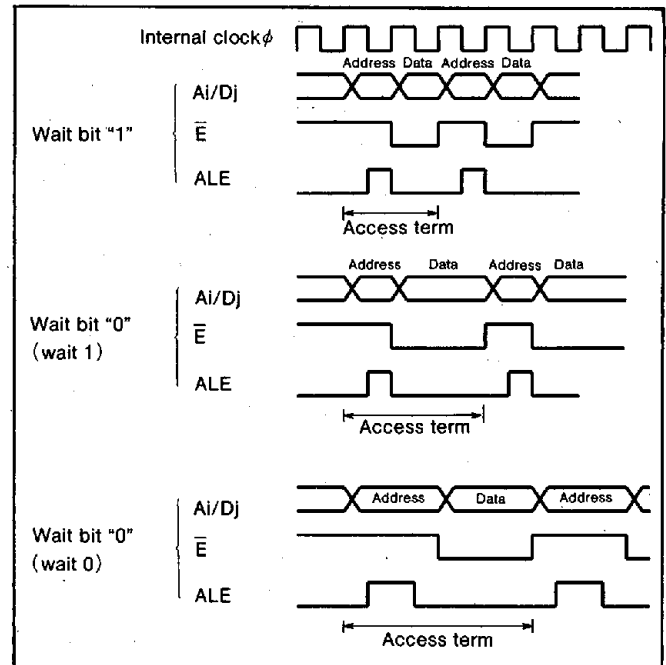 Internal clock ϕ
Address Data Address Data
Ai/Dj
Wait bit “1”
E̅
ALE
Access term
Address Data Address Data
Ai/Dj
Wait bit “0”
(wait 1)
E̅
ALE
Access term
Address Data Address
Ai/Dj
Wait bit “0”
(wait 0)
E̅
ALE
Access term